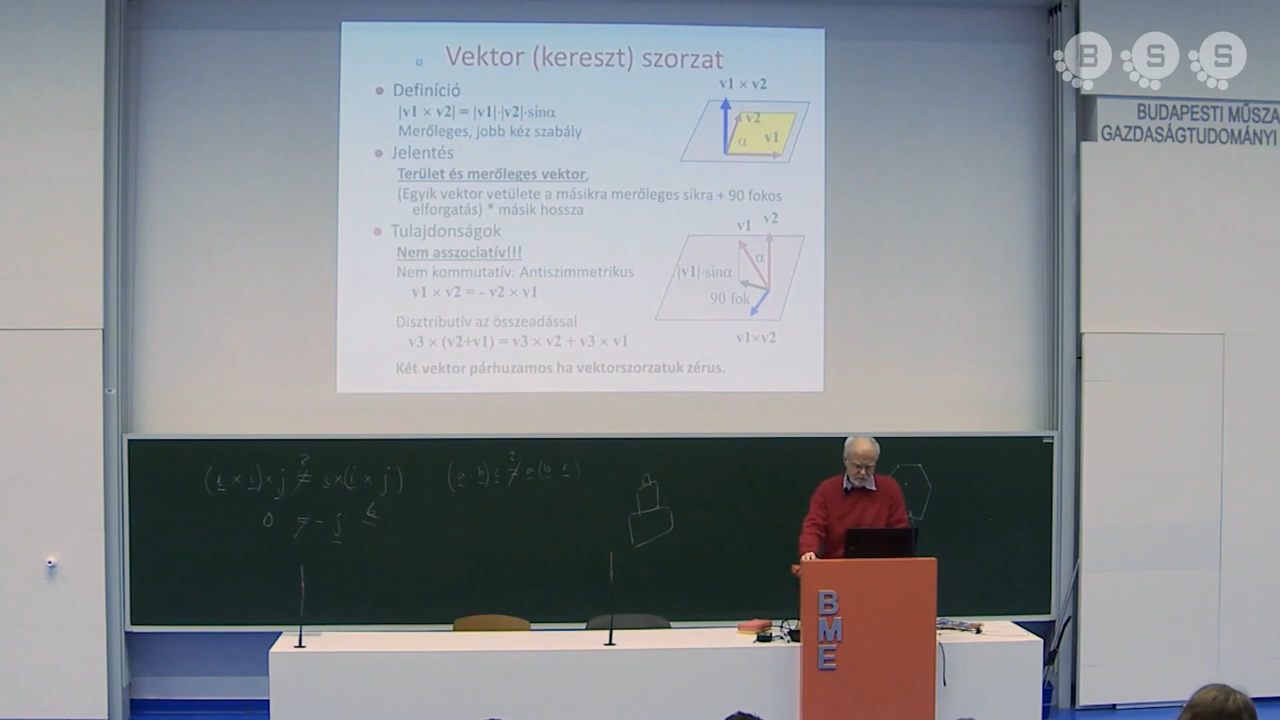 B S S
BUDAPESTI MŰSZA
GAZDASÁGTUDOMÁNYI
Vektor (kereszt) szorzat
Definíció
|v1 × v2| = |v1|·|v2|·sinα
Merőleges, jobb kéz szabály
v1 × v2
v2
v1
α
Jelentés
Terület és merőleges vektor,
(Egyik vektor vetülete a másikra merőleges síkra + 90 fokos
elforgatás) * másik hossza
Tulajdonságok
Nem asszociatív!!!
Nem kommutatív: Antiszimmetrikus
v1 × v2 = - v2 × v1
v1 v2
α
|v1|·sinα
90 fok
v1×v2
Disztributív az összeadással
v3 × (v2+v1) = v3 × v2 + v3 × v1
Két vektor párhuzamos ha vektorszorzatuk zérus.
(i × i) × j ≠ i × (i × j)
?
0 ≠ - j
(a · b) c ≠ a (b · c)
?
BME